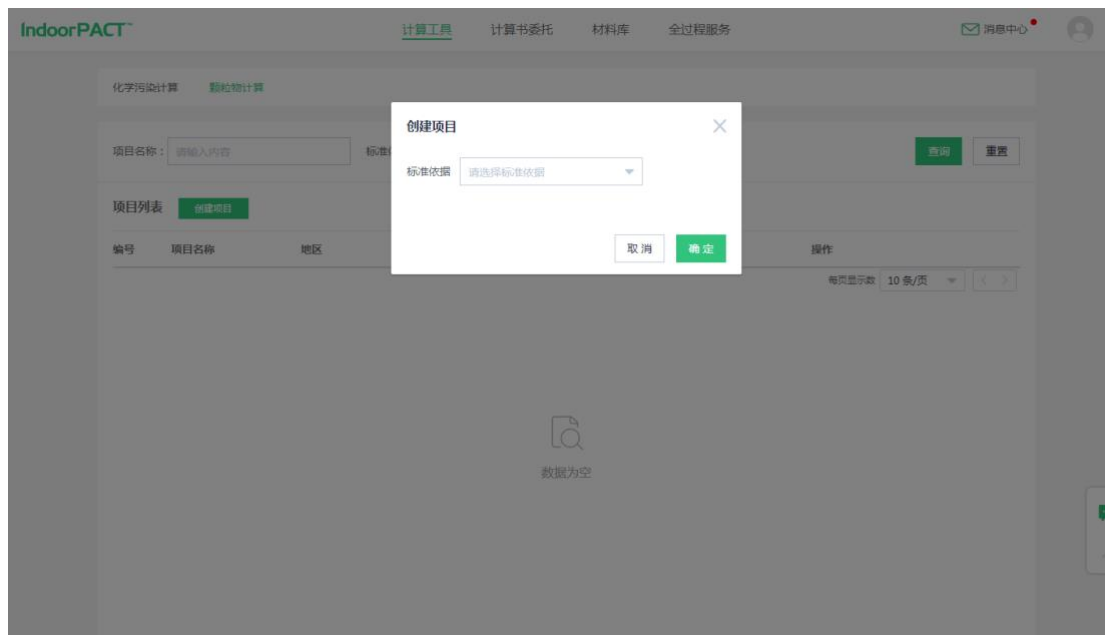 IndoorPACT™ 计算工具 计算书委托 材料库 全过程服务 消息中心
化学污染计算 颗粒物计算
创建项目
项目名称： 请输入内容 标准 查询 重置
标准依据 请选择标准依据
项目列表 创建项目
取消 确定
编号 项目名称 地区 操作
每页显示数 10 条/页
数据为空